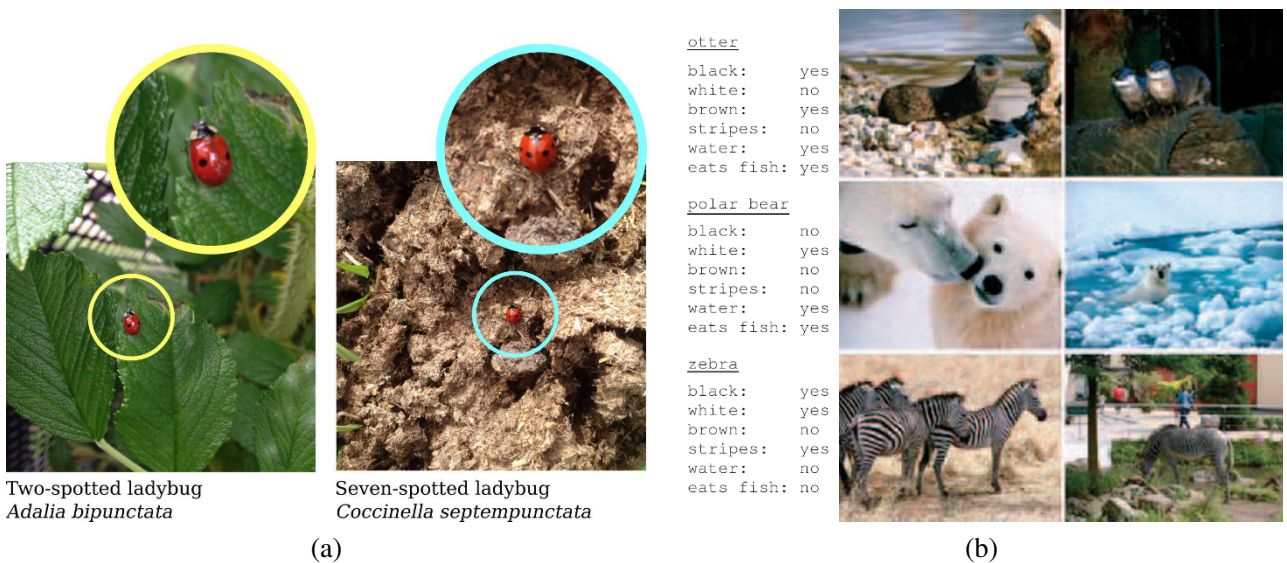 Two-spotted ladybug
Adalia bipunctata
Seven-spotted ladybug
Coccinella septempunctata
(a)
otter
black: yes
white: no
brown: yes
stripes: no
water: yes
eats fish: yes
polar bear
black: no
white: yes
brown: no
stripes: no
water: yes
eats fish: yes
zebra
black: yes
white: yes
brown: no
stripes: yes
water: no
eats fish: no
(b)